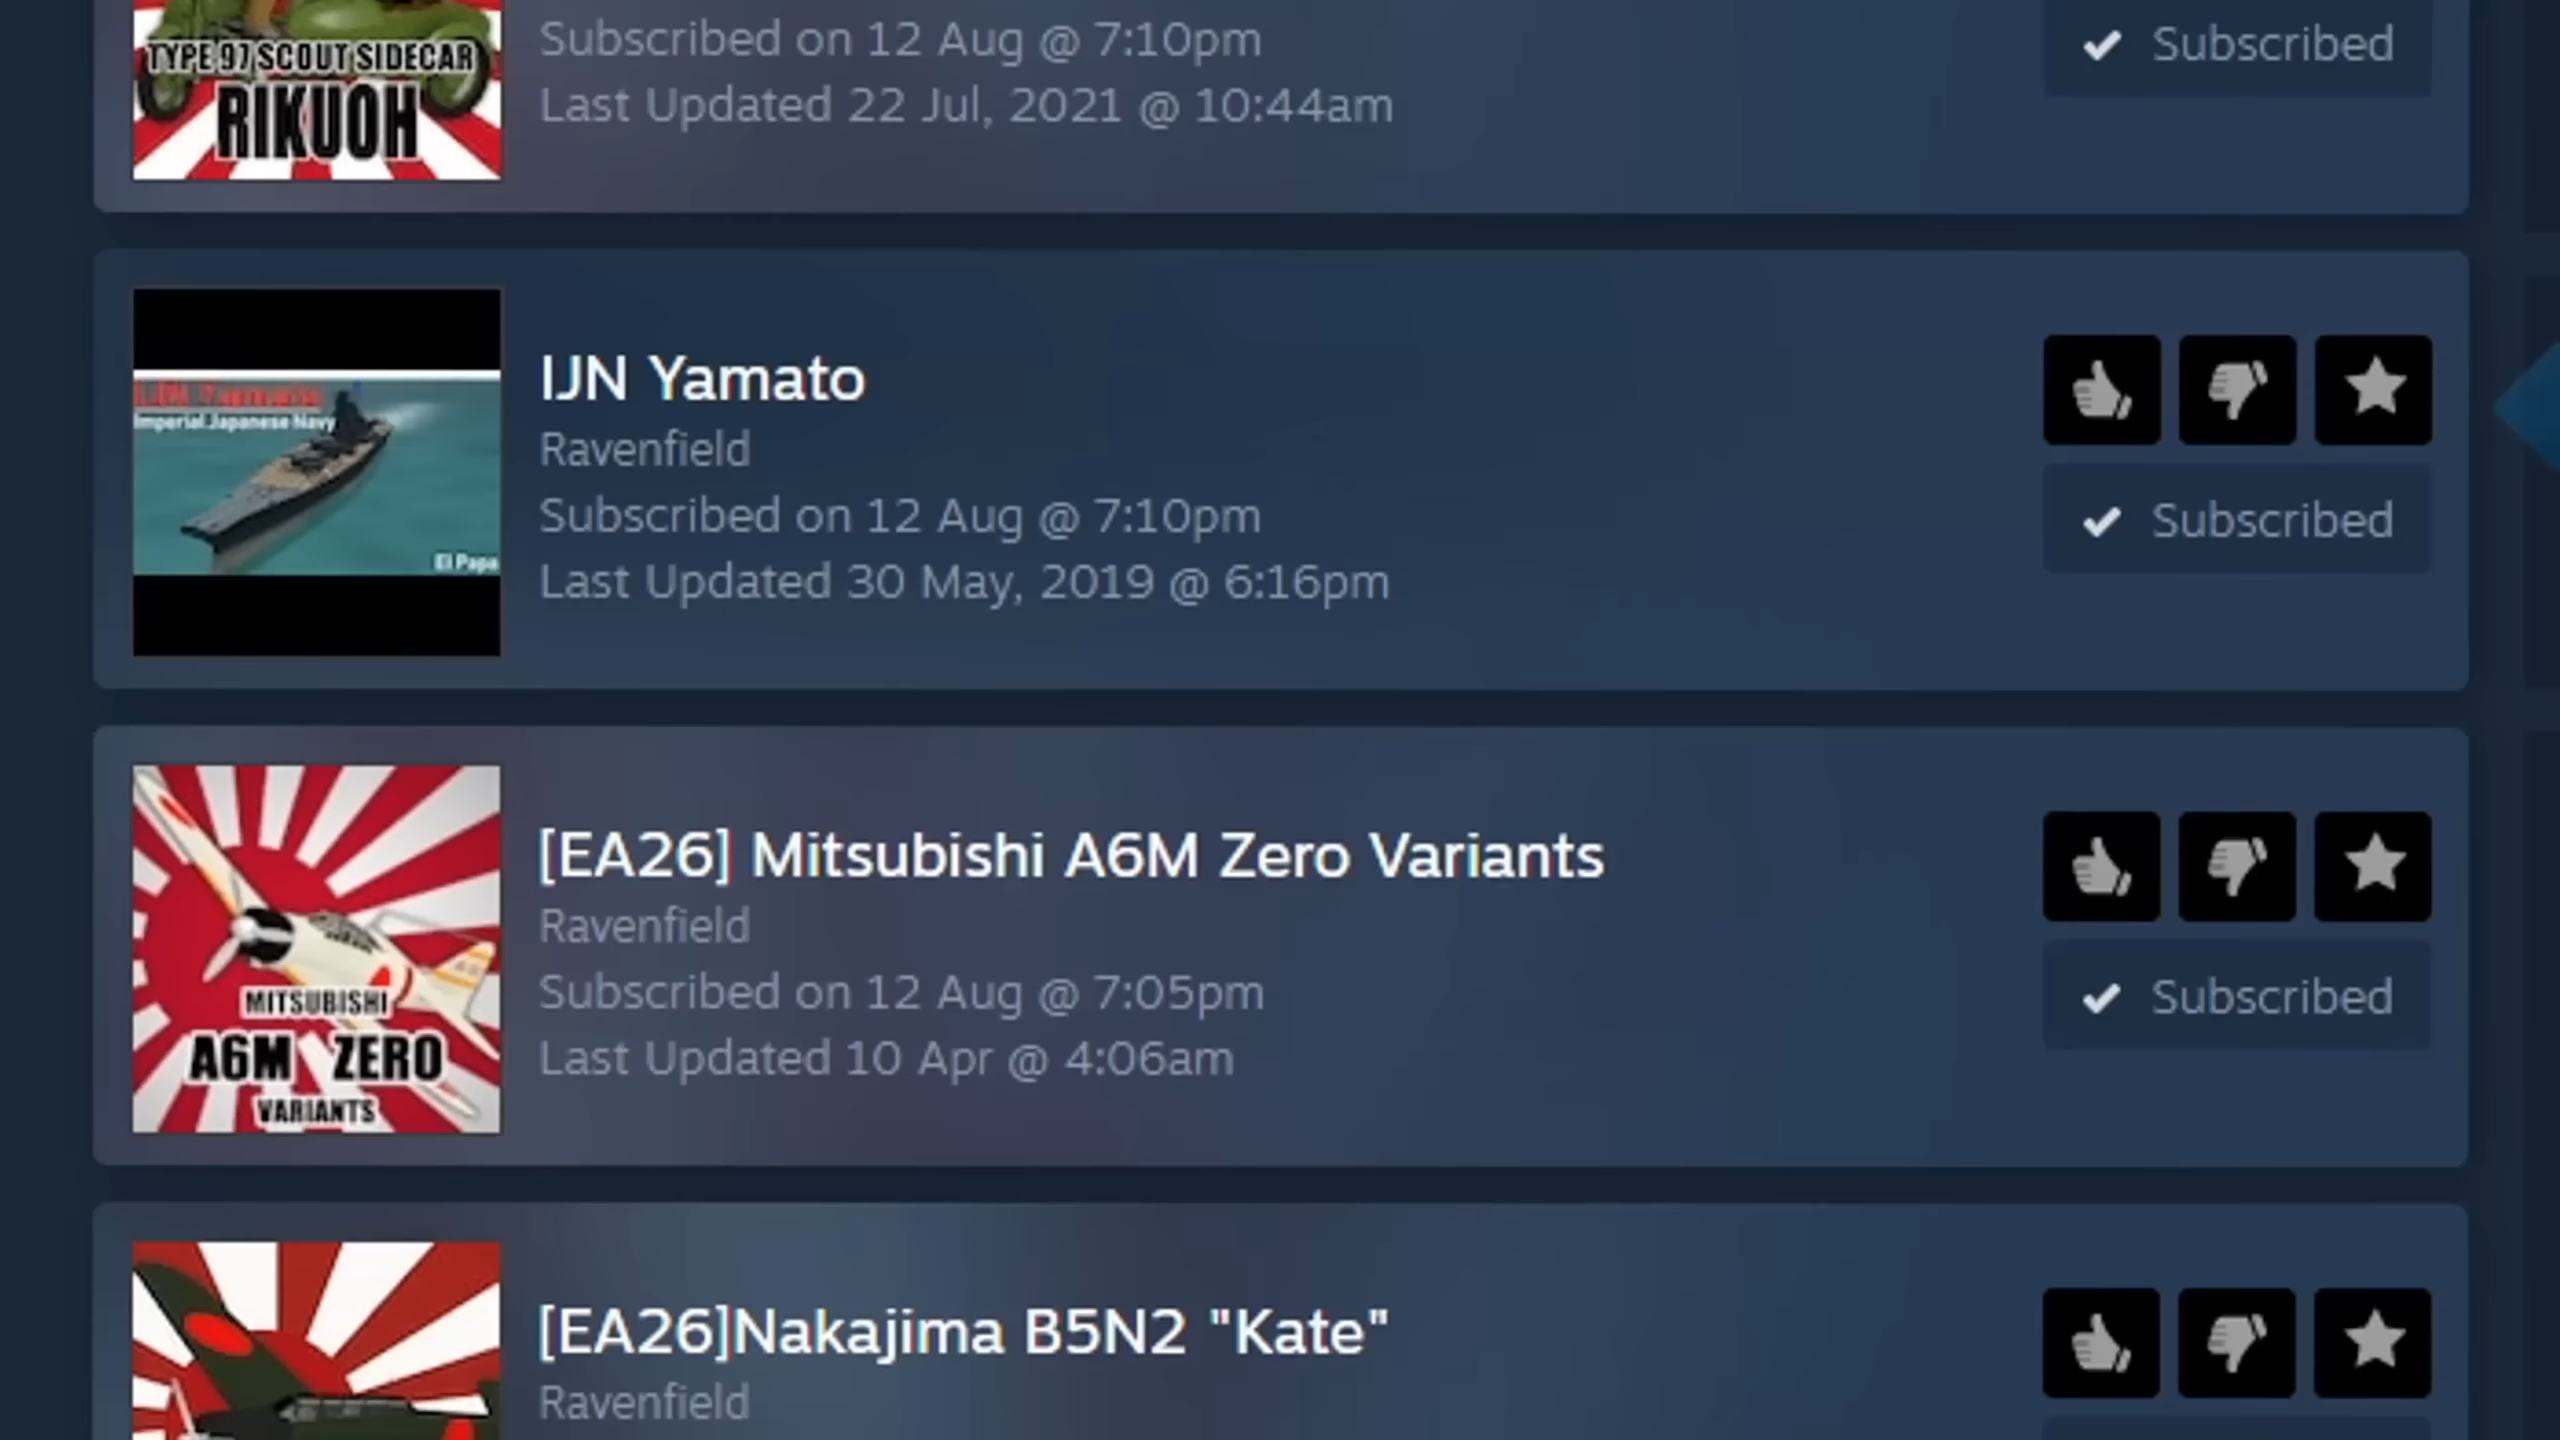 TYPE 97 SCOUT SIDECAR
RIKUOH
Subscribed on 12 Aug @ 7:10pm
Last Updated 22 Jul, 2021 @ 10:44am
Subscribed
IJN Yamato
Imperial Japanese Navy
El Papa
IJN Yamato
Ravenfield
Subscribed on 12 Aug @ 7:10pm
Last Updated 30 May, 2019 @ 6:16pm
Subscribed
MITSUBISHI
A6M ZERO
VARIANTS
[EA26] Mitsubishi A6M Zero Variants
Ravenfield
Subscribed on 12 Aug @ 7:05pm
Last Updated 10 Apr @ 4:06am
Subscribed
[EA26]Nakajima B5N2 "Kate"
Ravenfield